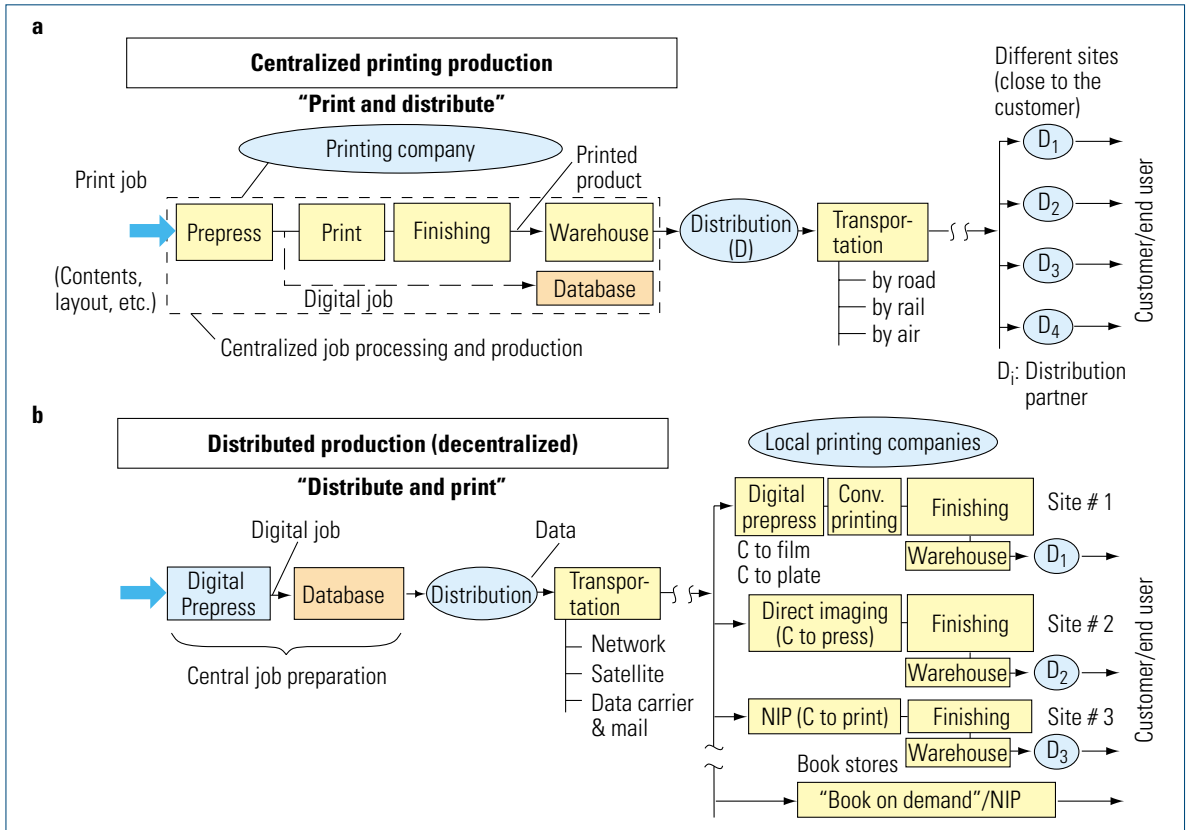 a
Centralized printing production
“Print and distribute”
Printing company
Printed
product
Different sites
(close to the
customer)
Print job
Prepress
Print
Finishing
Warehouse
Distribution
(D)
Transpor-
tation
D1
D2
D3
D4
Customer/end user
(Contents,
layout, etc.)
Digital job
Database
by road
by rail
by air
Centralized job processing and production
Di: Distribution
partner
b
Distributed production (decentralized)
“Distribute and print”
Local printing companies
Digital job
Data
Digital
Prepress
Database
Distribution
Transpor-
tation
Central job preparation
Network
Satellite
Data carrier
& mail
Digital
prepress
Conv.
printing
Finishing
Site # 1
C to film
C to plate
Warehouse
D1
Direct imaging
(C to press)
Finishing
Site # 2
Warehouse
D2
NIP (C to print)
Finishing
Site # 3
Warehouse
D3
Book stores
“Book on demand”/NIP
Customer/end user